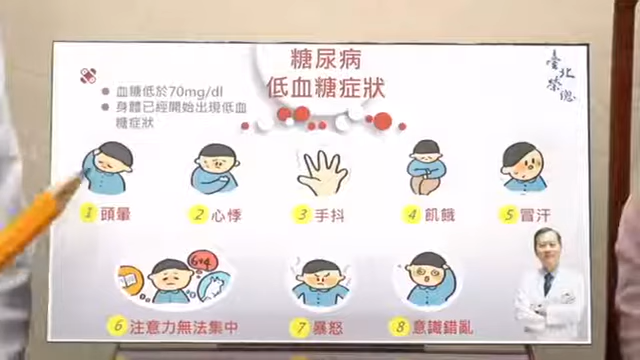 糖尿病
低血糖症狀
臺北
榮總
● 血糖低於70mg/dl
● 身體已經開始出現低血
糖症狀
1 頭暈
2 心悸
3 手抖
4 飢餓
5 冒汗
6+4
6 注意力無法集中
7 暴怒
8 意識錯亂